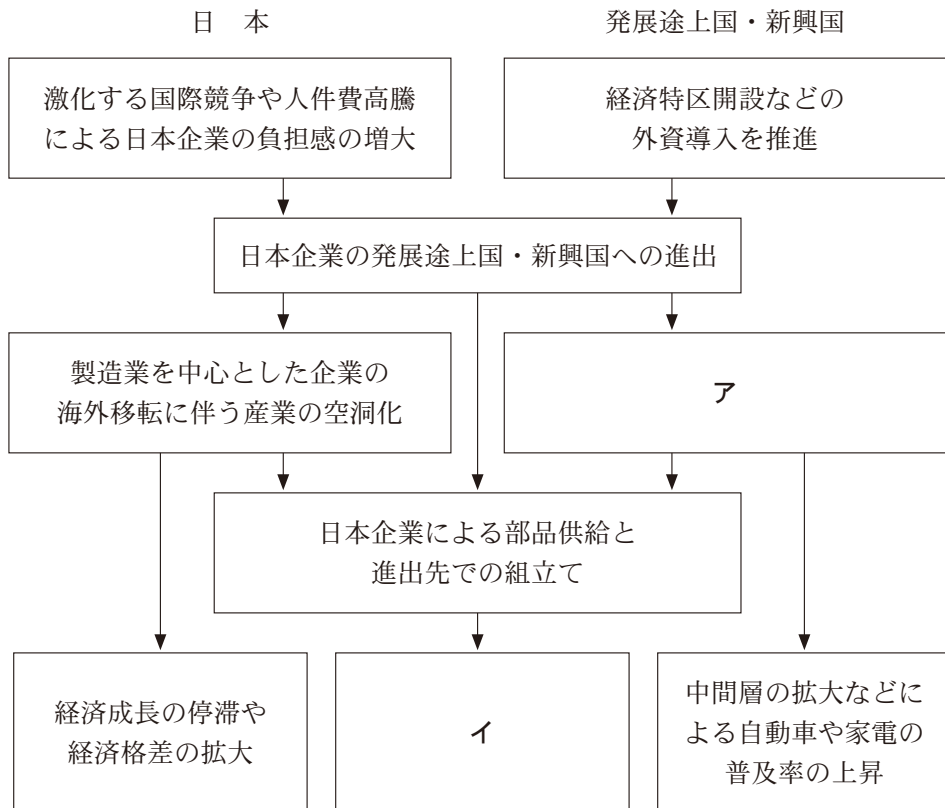 日　本
発展途上国・新興国
激化する国際競争や人件費高騰
による日本企業の負担感の増大
経済特区開設などの
外資導入を推進
日本企業の発展途上国・新興国への進出
製造業を中心とした企業の
海外移転に伴う産業の空洞化
ア
日本企業による部品供給と
進出先での組立て
経済成長の停滞や
経済格差の拡大
イ
中間層の拡大などに
よる自動車や家電の
普及率の上昇